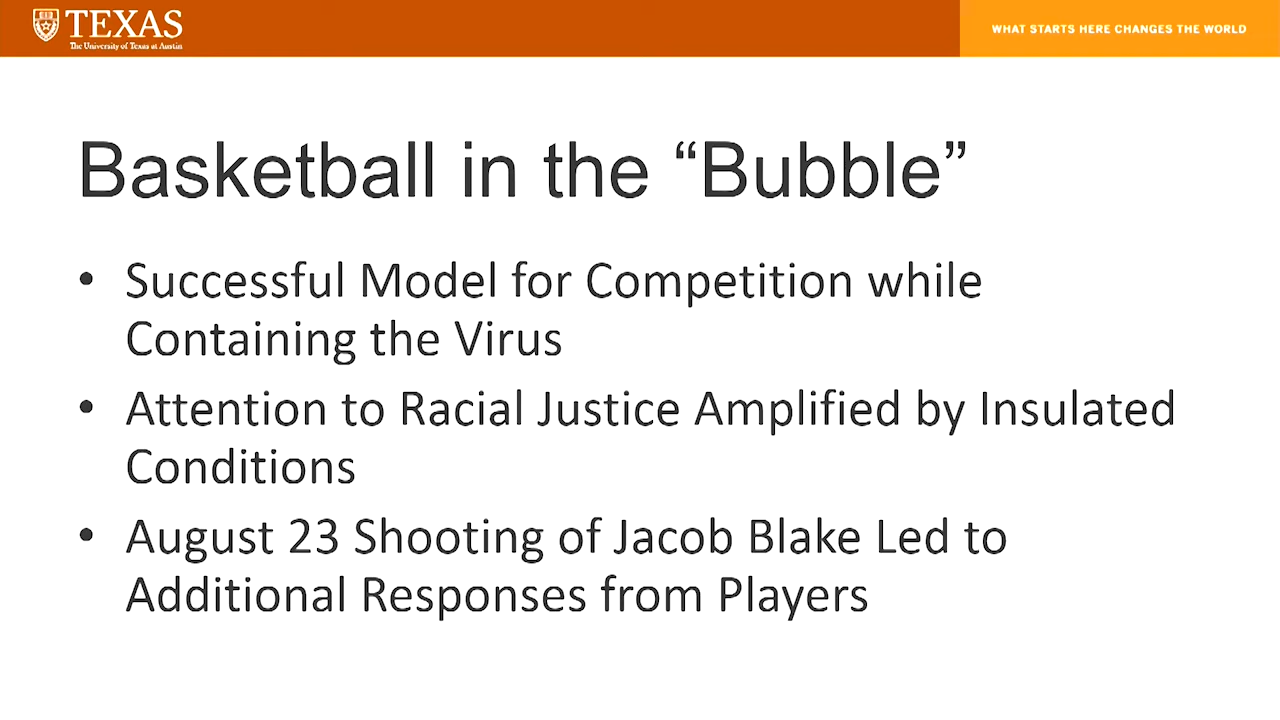 TEXAS
The University of Texas at Austin
WHAT STARTS HERE CHANGES THE WORLD
Basketball in the “Bubble”
• Successful Model for Competition while
Containing the Virus
• Attention to Racial Justice Amplified by Insulated
Conditions
• August 23 Shooting of Jacob Blake Led to
Additional Responses from Players